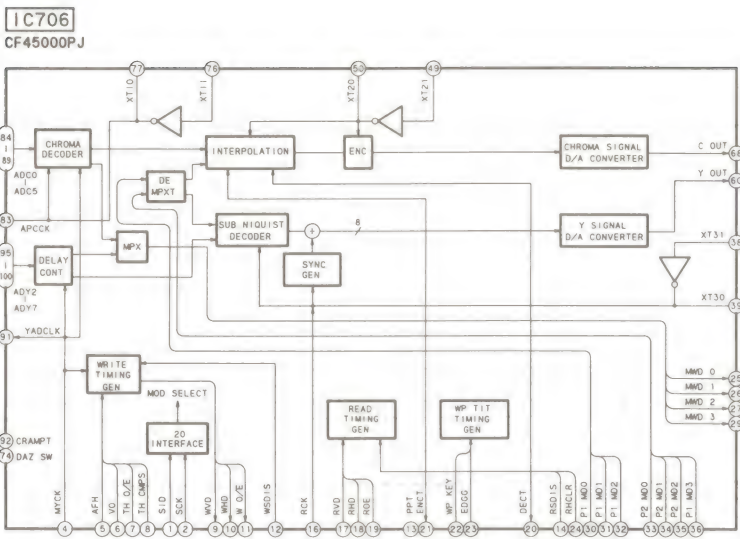 IC706
CF45000PJ
77
76
50
49
XT10
XT11
XT20
XT21
84
89
CHROMA
DECODER
INTERPOLATION
ENC
CHROMA SIGNAL
D/A CONVERTER
C OUT
68
ADC0
ADC5
DE
MPXT
Y OUT
60
83
APCCK
SUB NIQUIST
DECODER
+
8
Y SIGNAL
D/A CONVERTER
XT31
38
95
100
DELAY
CONT
MPX
SYNC
GEN
ADY2
ADY7
XT30
39
91
YADCLK
WRITE
TIMING
GEN
MOD SELECT
MWD 0
25
MWD 1
26
MWD 2
27
MWD 3
29
READ
TIMING
GEN
WP TIT
TIMING
GEN
20
INTERFACE
92
CRAMPT
74
DAZ SW
MYCK
AFH
VD
TH O/E
TH CMPS
SID
SCK
WVD
WHD
W O/E
WSDIS
RCK
RVD
RHD
ROE
PPT
ENCT
WP KEY
EDGG
DECT
RSDIS
RHCLR
P1 MD0
P1 MD1
P1 MD2
P2 MD0
P2 MD1
P2 MD2
P1 MD3
4
5
6
7
8
1
2
9
10
11
12
16
17
18
19
13
21
22
23
20
14
24
30
31
32
33
34
35
36